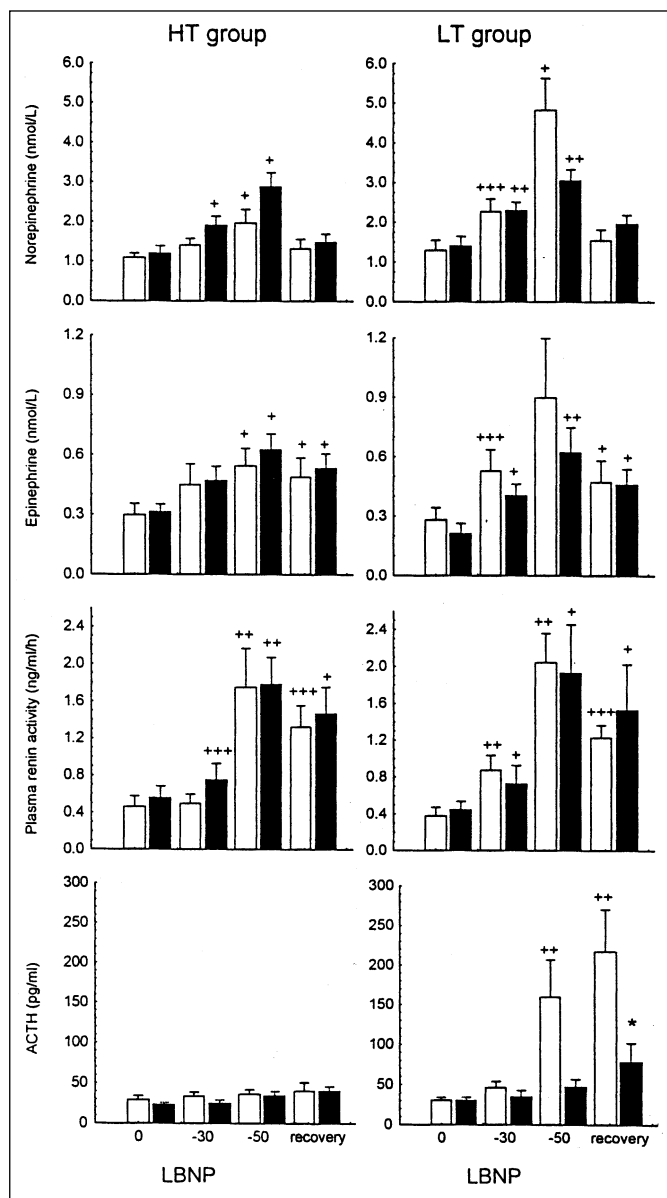 HT group LT group
Norepinephrine (nmol/L)
6.0 6.0
+
5.0 5.0
4.0 4.0
+ ++
3.0 3.0
+ + +++ ++
2.0 2.0
1.0 1.0
0.0 0.0
Epinephrine (nmol/L)
1.2 1.2
0.9 0.9
++
+ + + + +++ + + +
0.6 0.6
0.3 0.3
0.0 0.0
Plasma renin activity (ng/ml/h)
2.4 2.4
++ ++ ++ +
2.0 2.0
+++ + +
1.6 1.6
+++
1.2 1.2
+++ ++ +
0.8 0.8
0.4 0.4
0.0 0.0
ACTH (pg/ml)
300 300
++
250 250
++
200 200
150 150
*
100 100
50 50
0 0
0 -30 -50 recovery 0 -30 -50 recovery
LBNP LBNP